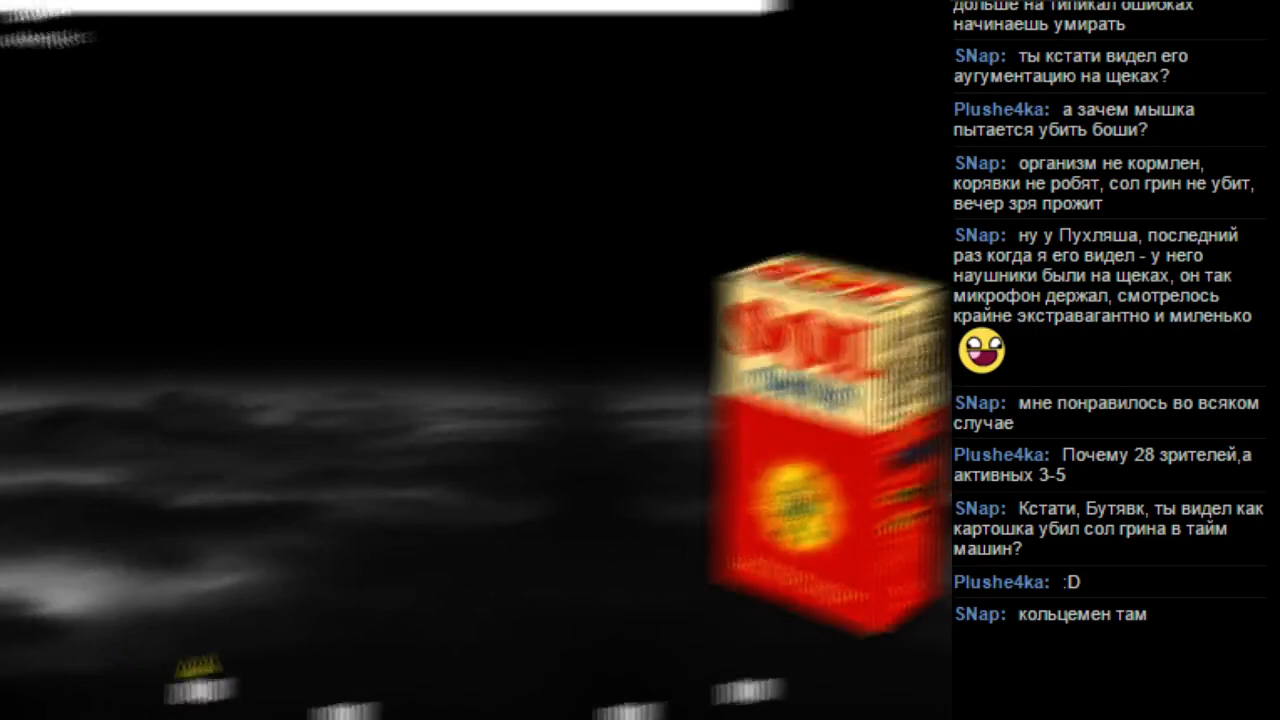 дольше на типикал ошибках
начинаешь умирать
SNap: ты кстати видел его
аугументацию на щеках?
Plushe4ka: а зачем мышка
пытается убить боши?
SNap: организм не кормлен,
корявки не робят, сол грин не убит,
вечер зря прожит
SNap: ну у Пухляша, последний
раз когда я его видел - у него
наушники были на щеках, он так
микрофон держал, смотрелось
крайне экстравагантно и миленько
SNap: мне понравилось во всяком
случае
Plushe4ka: Почему 28 зрителей,а
активных 3-5
SNap: Кстати, Бутявк, ты видел как
картошка убил сол грина в тайм
машин?
Plushe4ka: :D
SNap: кольцемен там